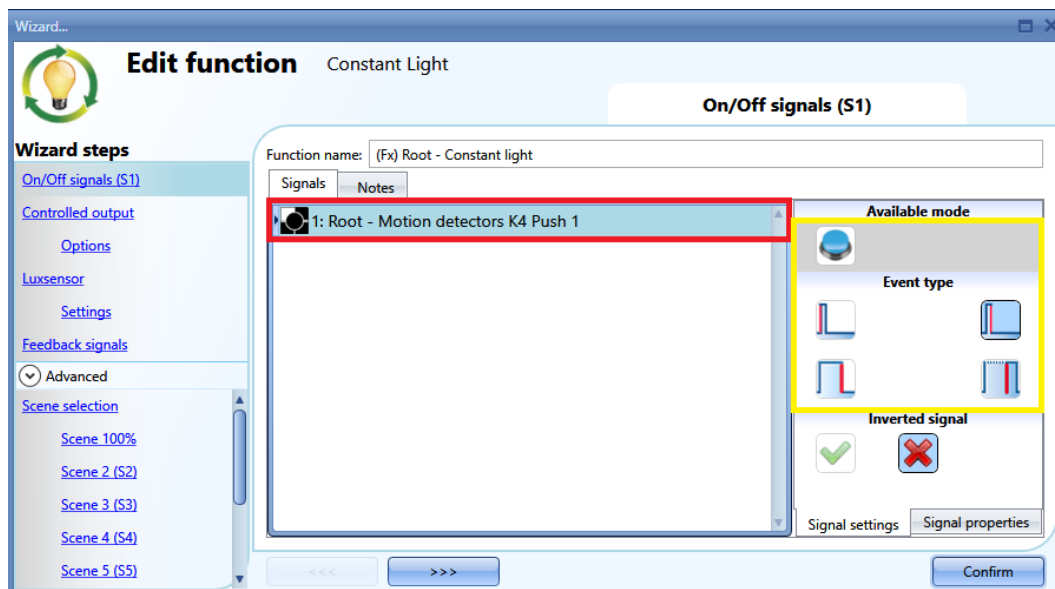 Wizard...
Edit function Constant Light
On/Off signals (S1)
Wizard steps
On/Off signals (S1)
Controlled output
Options
Luxsensor
Settings
Feedback signals
Advanced
Scene selection
Scene 100%
Scene 2 (S2)
Scene 3 (S3)
Scene 4 (S4)
Scene 5 (S5)
Function name: (Fx) Root - Constant light
Signals Notes
1: Root - Motion detectors K4 Push 1
Available mode
Event type
Inverted signal
Signal settings Signal properties
<<< >>> Confirm